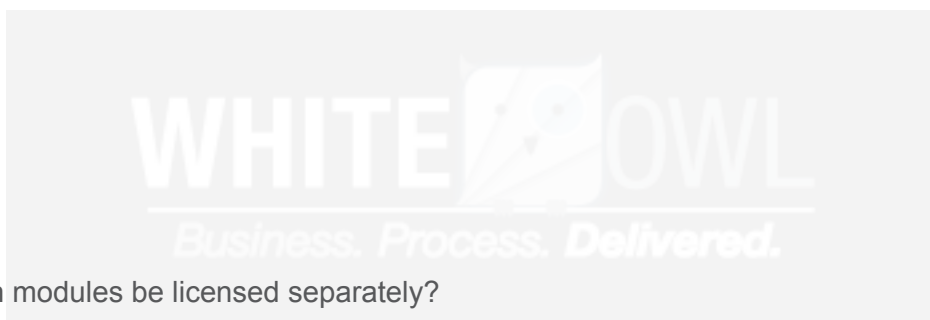 WHITE OWL
Business. Process. Delivered.
modules be licensed separately?